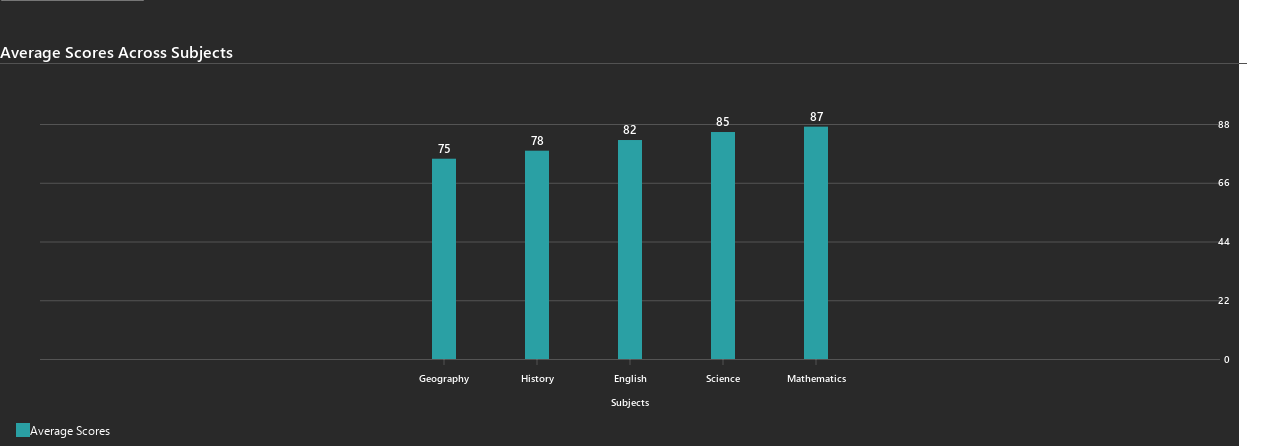 Average Scores Across Subjects
87
85
82
78
75
88
66
44
22
0
Geography History English Science Mathematics
Subjects
Average Scores